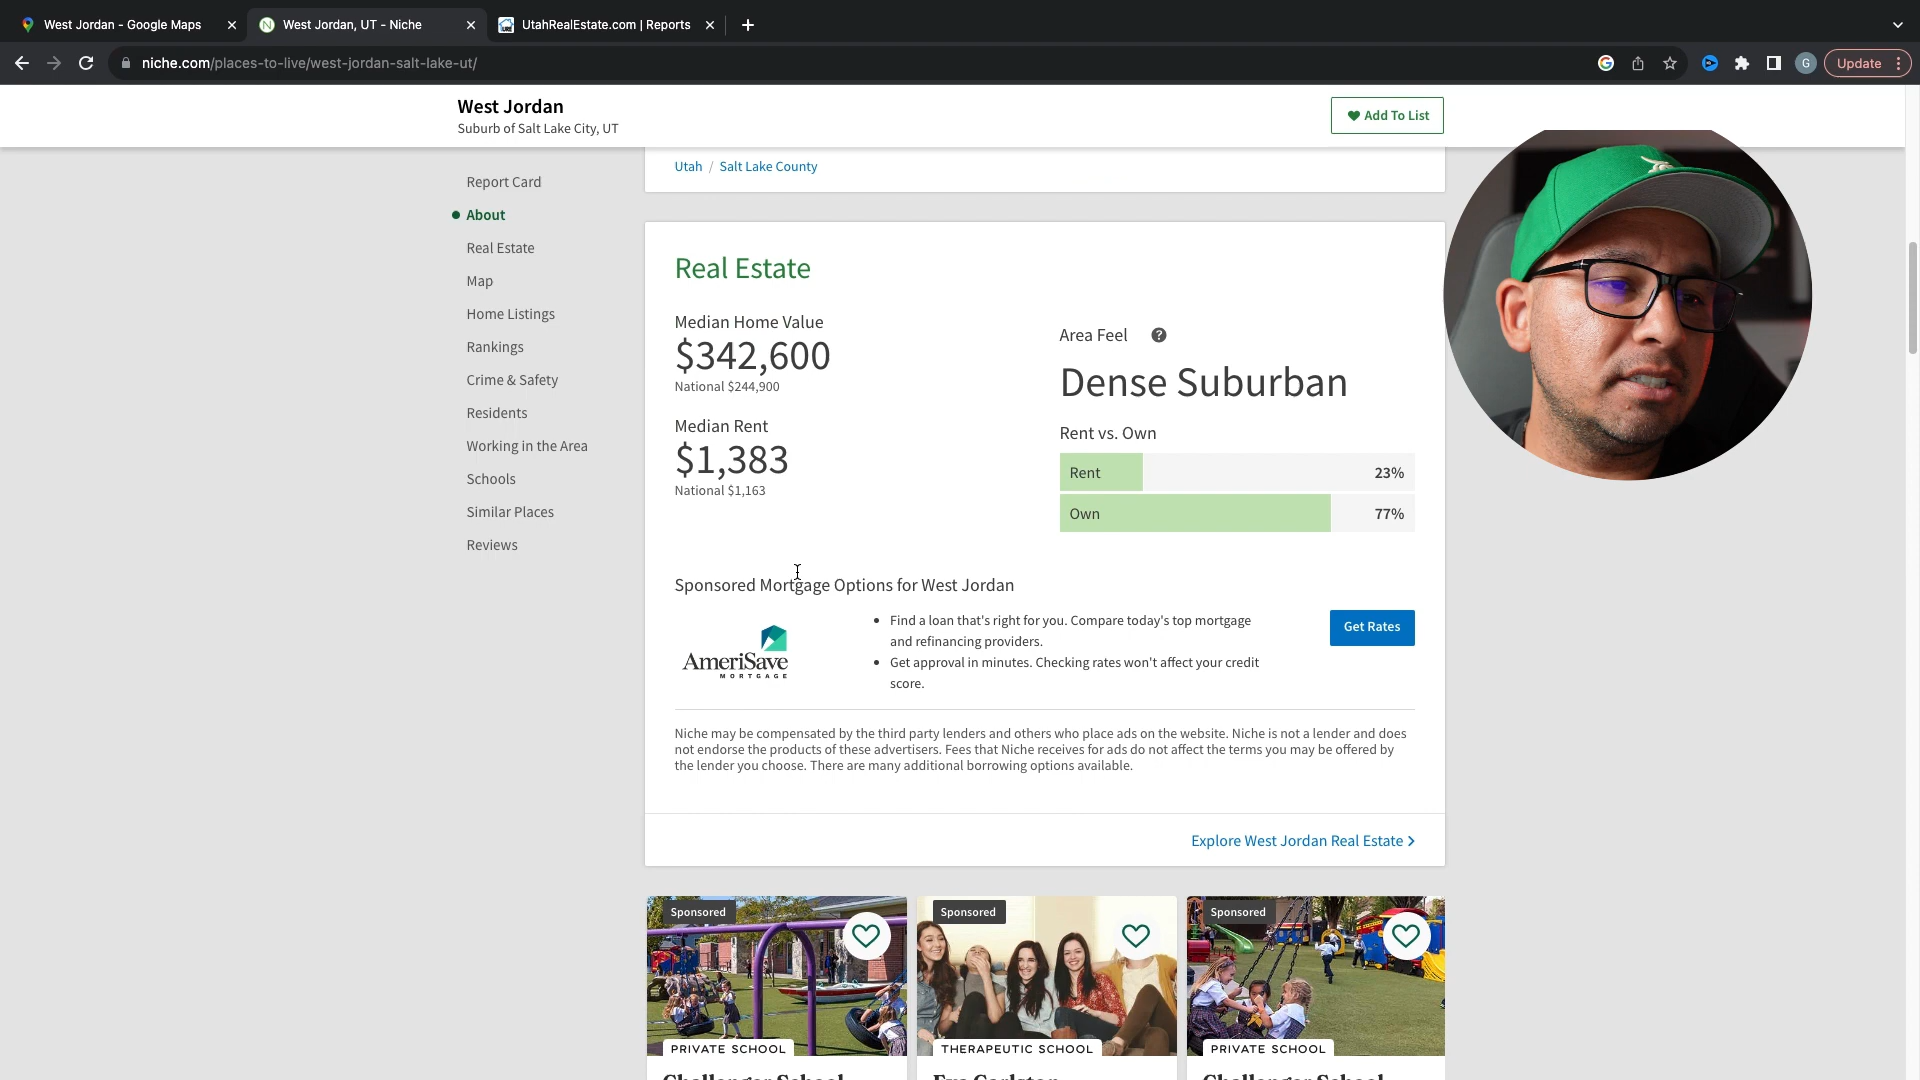 West Jordan - Google Maps
West Jordan, UT - Niche
UtahRealEstate.com | Reports
niche.com/places-to-live/west-jordan-salt-lake-ut/
G
Update
West Jordan
Suburb of Salt Lake City, UT
Add To List
Utah / Salt Lake County
Report Card
About
Real Estate
Map
Home Listings
Rankings
Crime & Safety
Residents
Working in the Area
Schools
Similar Places
Reviews
Real Estate
Median Home Value
$342,600
National $244,900
Median Rent
$1,383
National $1,163
Area Feel ?
Dense Suburban
Rent vs. Own
Rent 23%
Own 77%
Sponsored Mortgage Options for West Jordan
AmeriSave
MORTGAGE
• Find a loan that's right for you. Compare today's top mortgage
and refinancing providers.
• Get approval in minutes. Checking rates won't affect your credit
score.
Get Rates
Niche may be compensated by the third party lenders and others who place ads on the website. Niche is not a lender and does
not endorse the products of these advertisers. Fees that Niche receives for ads do not affect the terms you may be offered by
the lender you choose. There are many additional borrowing options available.
Explore West Jordan Real Estate >
Sponsored
Sponsored
Sponsored
PRIVATE SCHOOL
THERAPEUTIC SCHOOL
PRIVATE SCHOOL
Challenger School
Eva Carlston
Challenger School